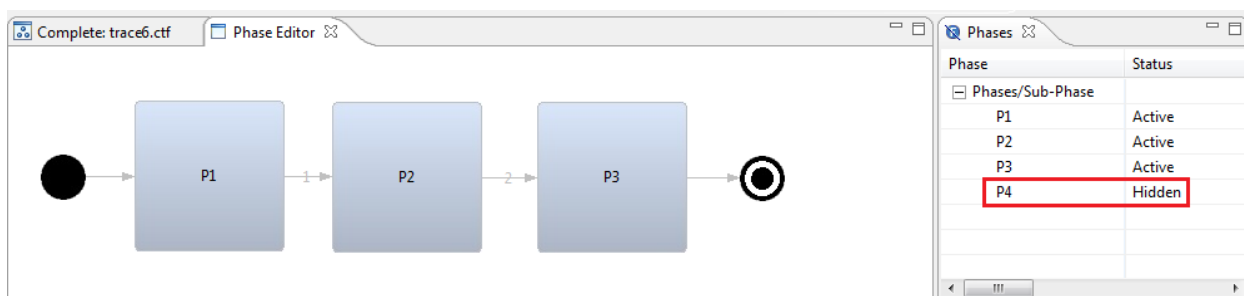 Complete: trace6.ctf
Phase Editor
P1
1
P2
2
P3
Phases
Phase Status
Phases/Sub-Phase
P1 Active
P2 Active
P3 Active
P4 Hidden